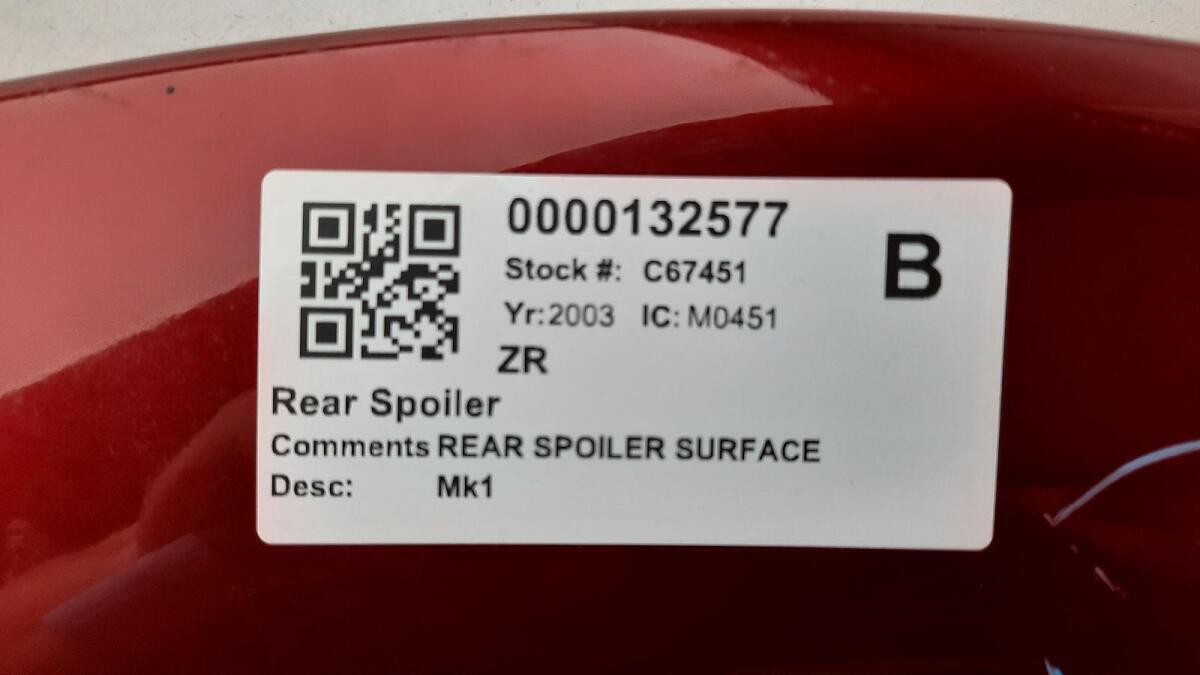 0000132577
B
Stock #: C67451
Yr:2003 IC: M0451
ZR
Rear Spoiler
Comments REAR SPOILER SURFACE
Desc: Mk1